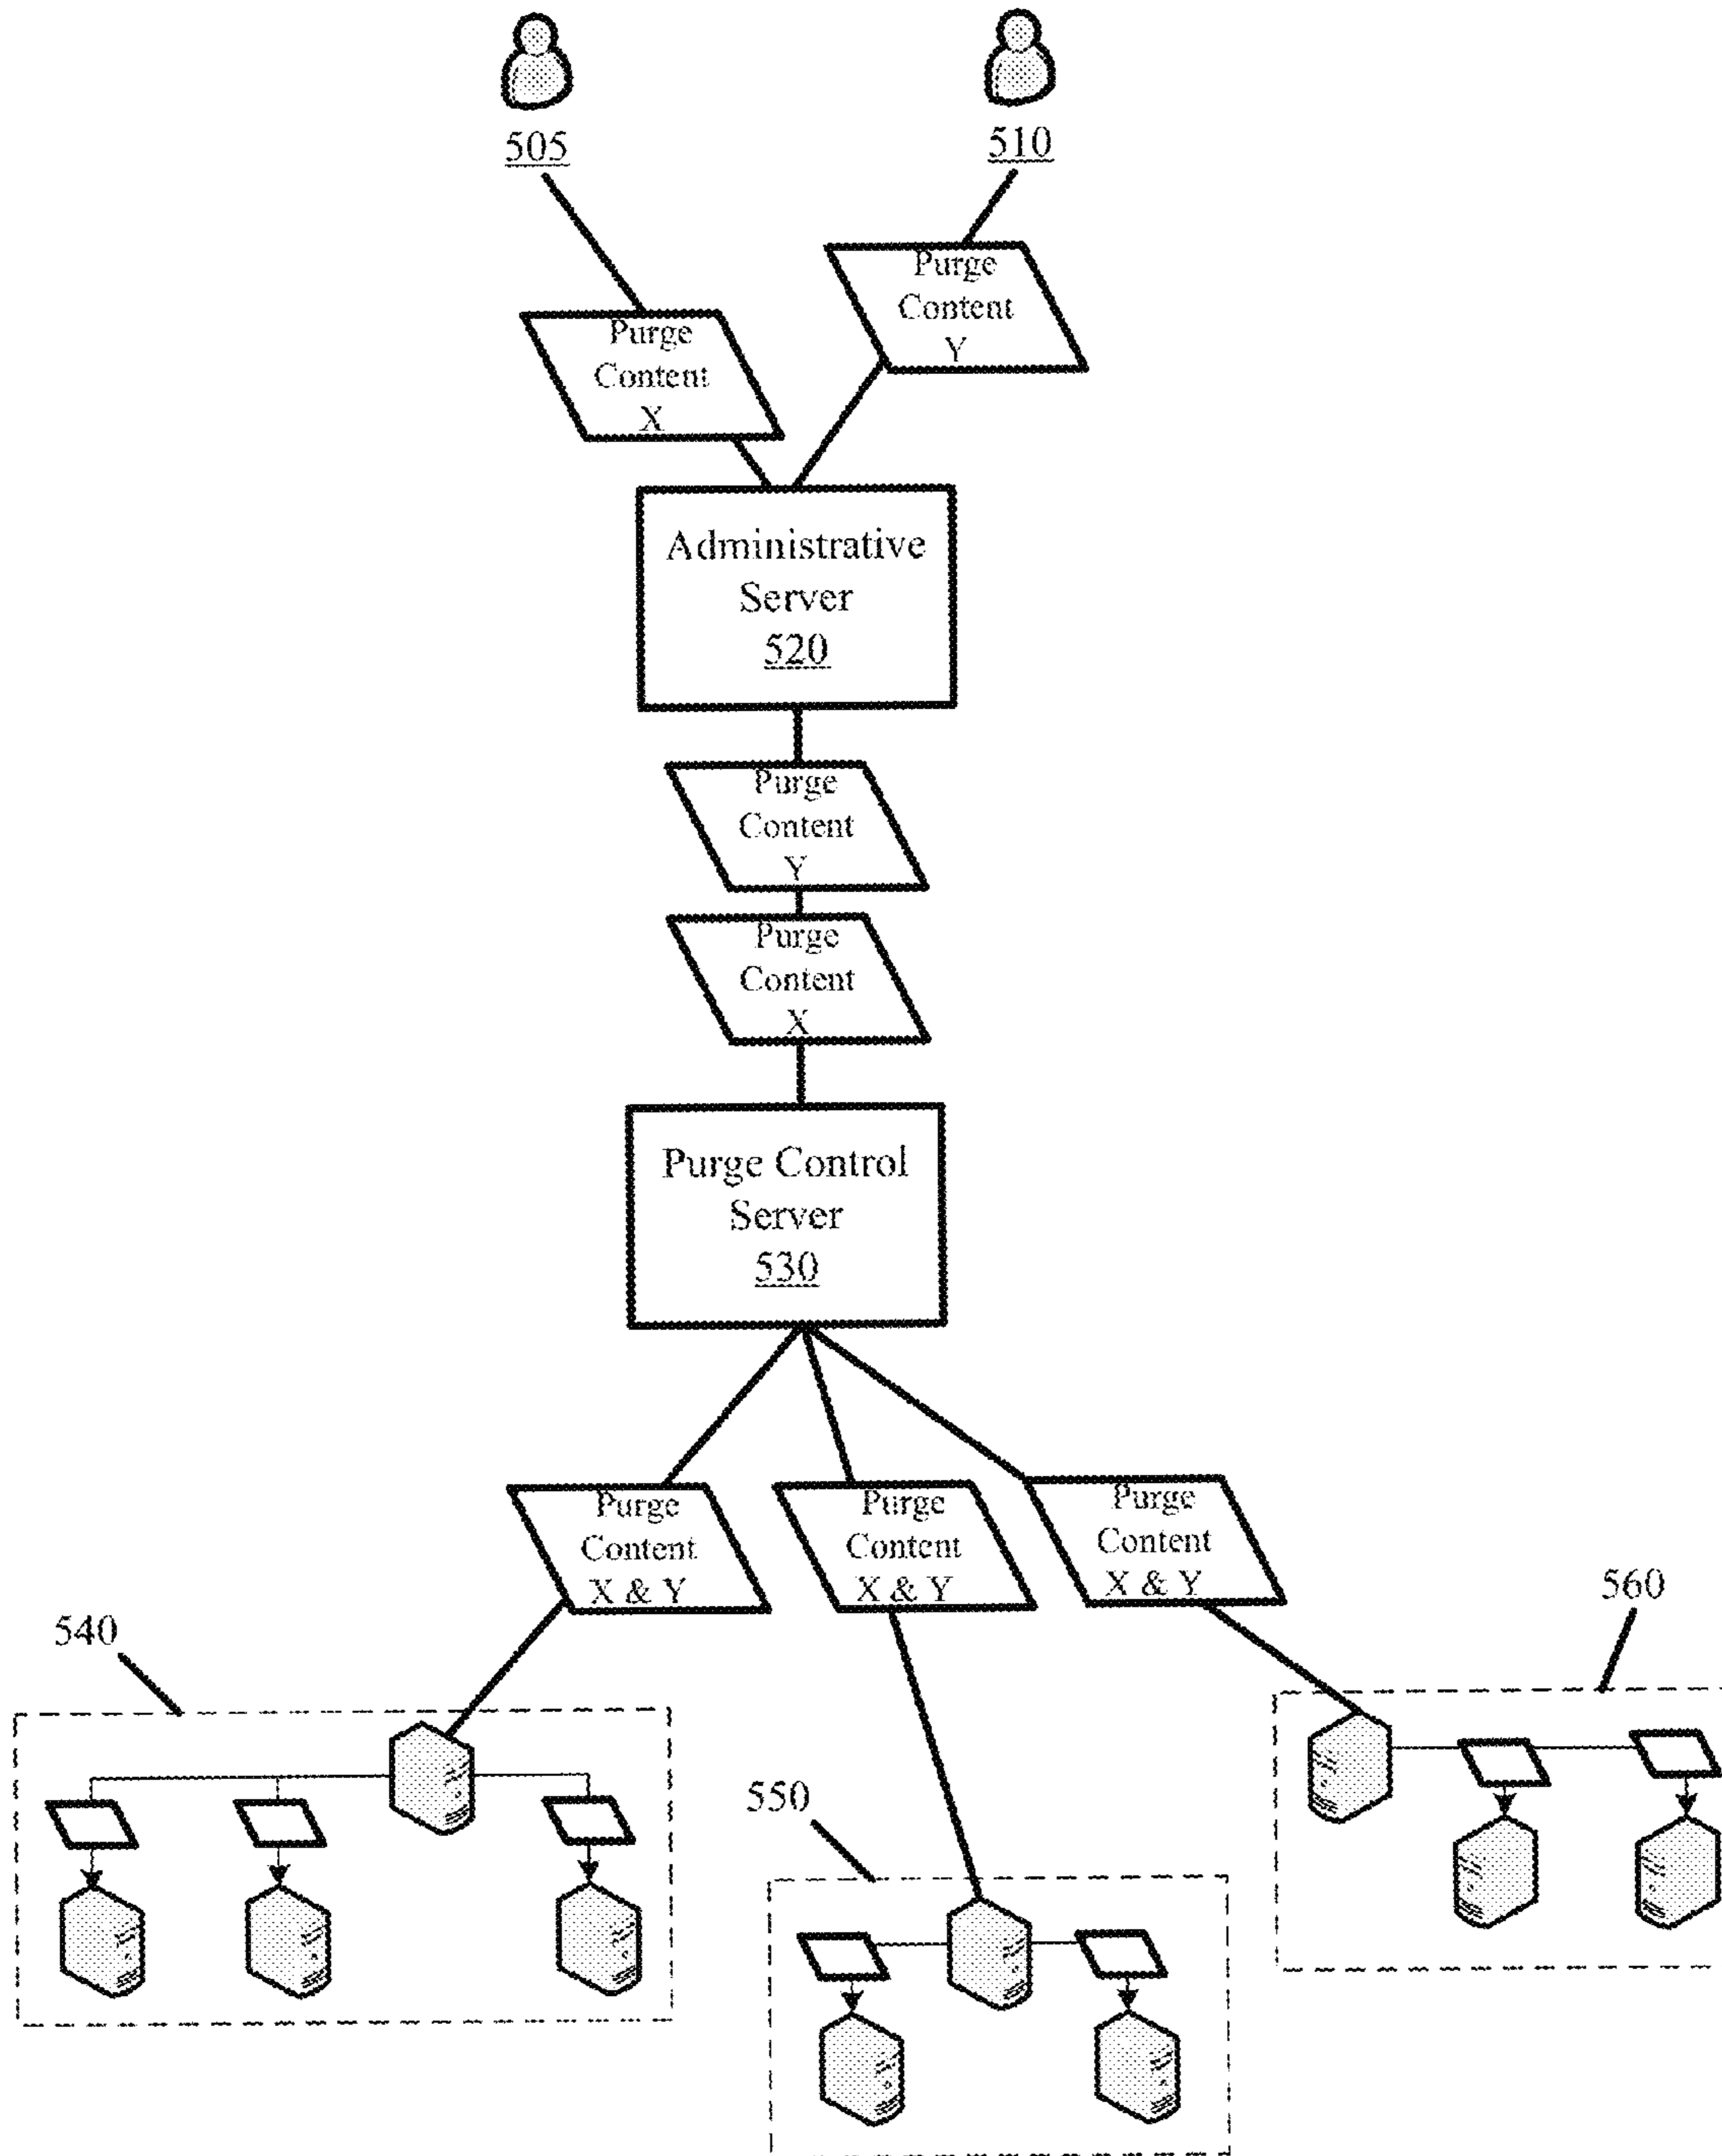 505
510
Purge
Content
Y
Purge
Content
X
Administrative
Server
520
Purge
Content
Y
Purge
Content
X
Purge Control
Server
530
Purge
Content
X & Y
Purge
Content
X & Y
Purge
Content
X & Y
540
550
560